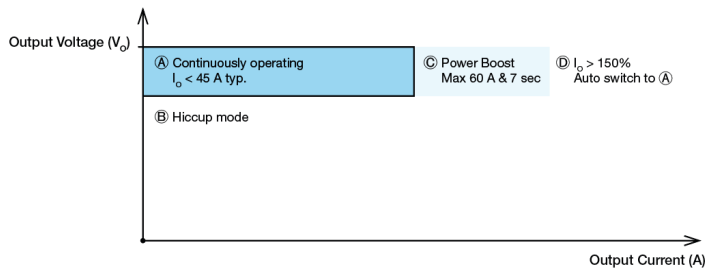 Output Voltage (Vo)
Ⓐ Continuously operating
Io < 45 A typ.
Ⓒ Power Boost
Max 60 A & 7 sec
Ⓓ Io > 150%
Auto switch to Ⓐ
Ⓑ Hiccup mode
Output Current (A)